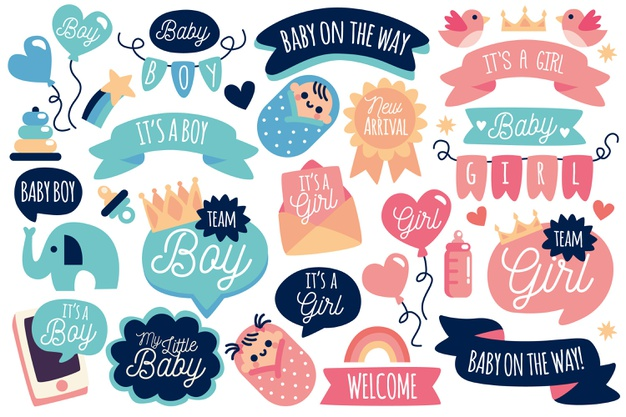 Boy
Baby
BOY
BABY ON THE WAY
IT'S A GIRL
IT'S A BOY
New
ARRIVAL
Baby
GIRL
BABY BOY
IT'S A
Girl
TEAM
Boy
Girl
TEAM
Girl
IT'S A
Boy
My Little
Baby
IT'S A
Girl
WELCOME
BABY ON THE WAY!